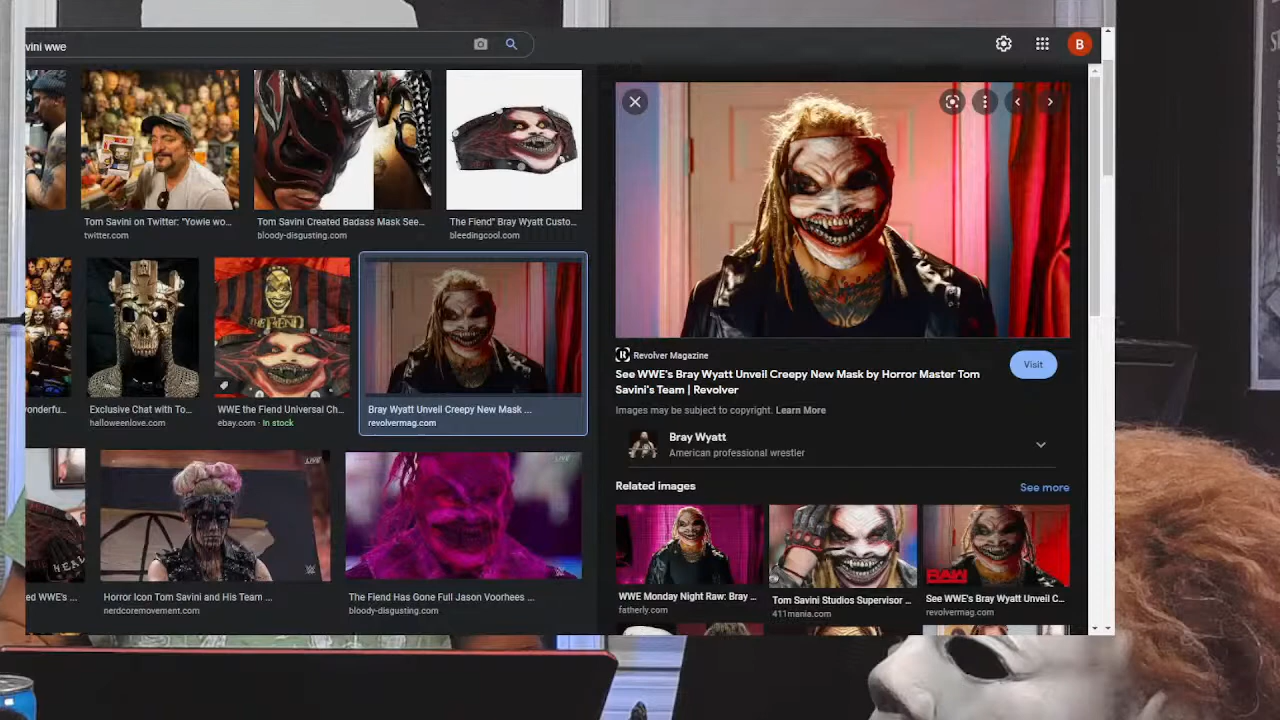 vini wwe
B
Tom Savini on Twitter: "Yowie wo...
twitter.com
Tom Savini Created Badass Mask See...
bloody-disgusting.com
The Fiend" Bray Wyatt Custo...
bleedingcool.com
onderfu...
Exclusive Chat with To...
halloweenlove.com
THE FIEND
WWE the Fiend Universal Ch...
ebay.com · In stock
Bray Wyatt Unveil Creepy New Mask ...
revolvermag.com
HEAL
ed WWE's ...
LIVE
Horror Icon Tom Savini and His Team ...
nerdcoremovement.com
LIVE
The Fiend Has Gone Full Jason Voorhees ...
bloody-disgusting.com
Revolver Magazine
See WWE's Bray Wyatt Unveil Creepy New Mask by Horror Master Tom
Savini's Team | Revolver
Visit
Images may be subject to copyright. Learn More
Bray Wyatt
American professional wrestler
Related images
See more
WWE Monday Night Raw: Bray ...
fatherly.com
Tom Savini Studios Supervisor ...
411mania.com
RAW
See WWE's Bray Wyatt Unveil C...
revolvermag.com